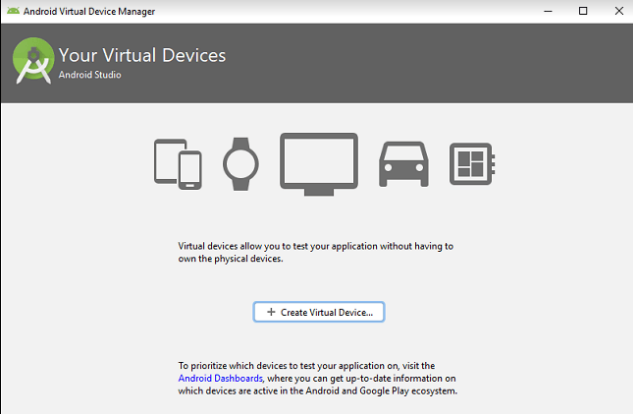 Android Virtual Device Manager
Your Virtual Devices
Android Studio
Virtual devices allow you to test your application without having to
own the physical devices.
+ Create Virtual Device...
To prioritize which devices to test your application on, visit the
Android Dashboards, where you can get up-to-date information on
which devices are active in the Android and Google Play ecosystem.